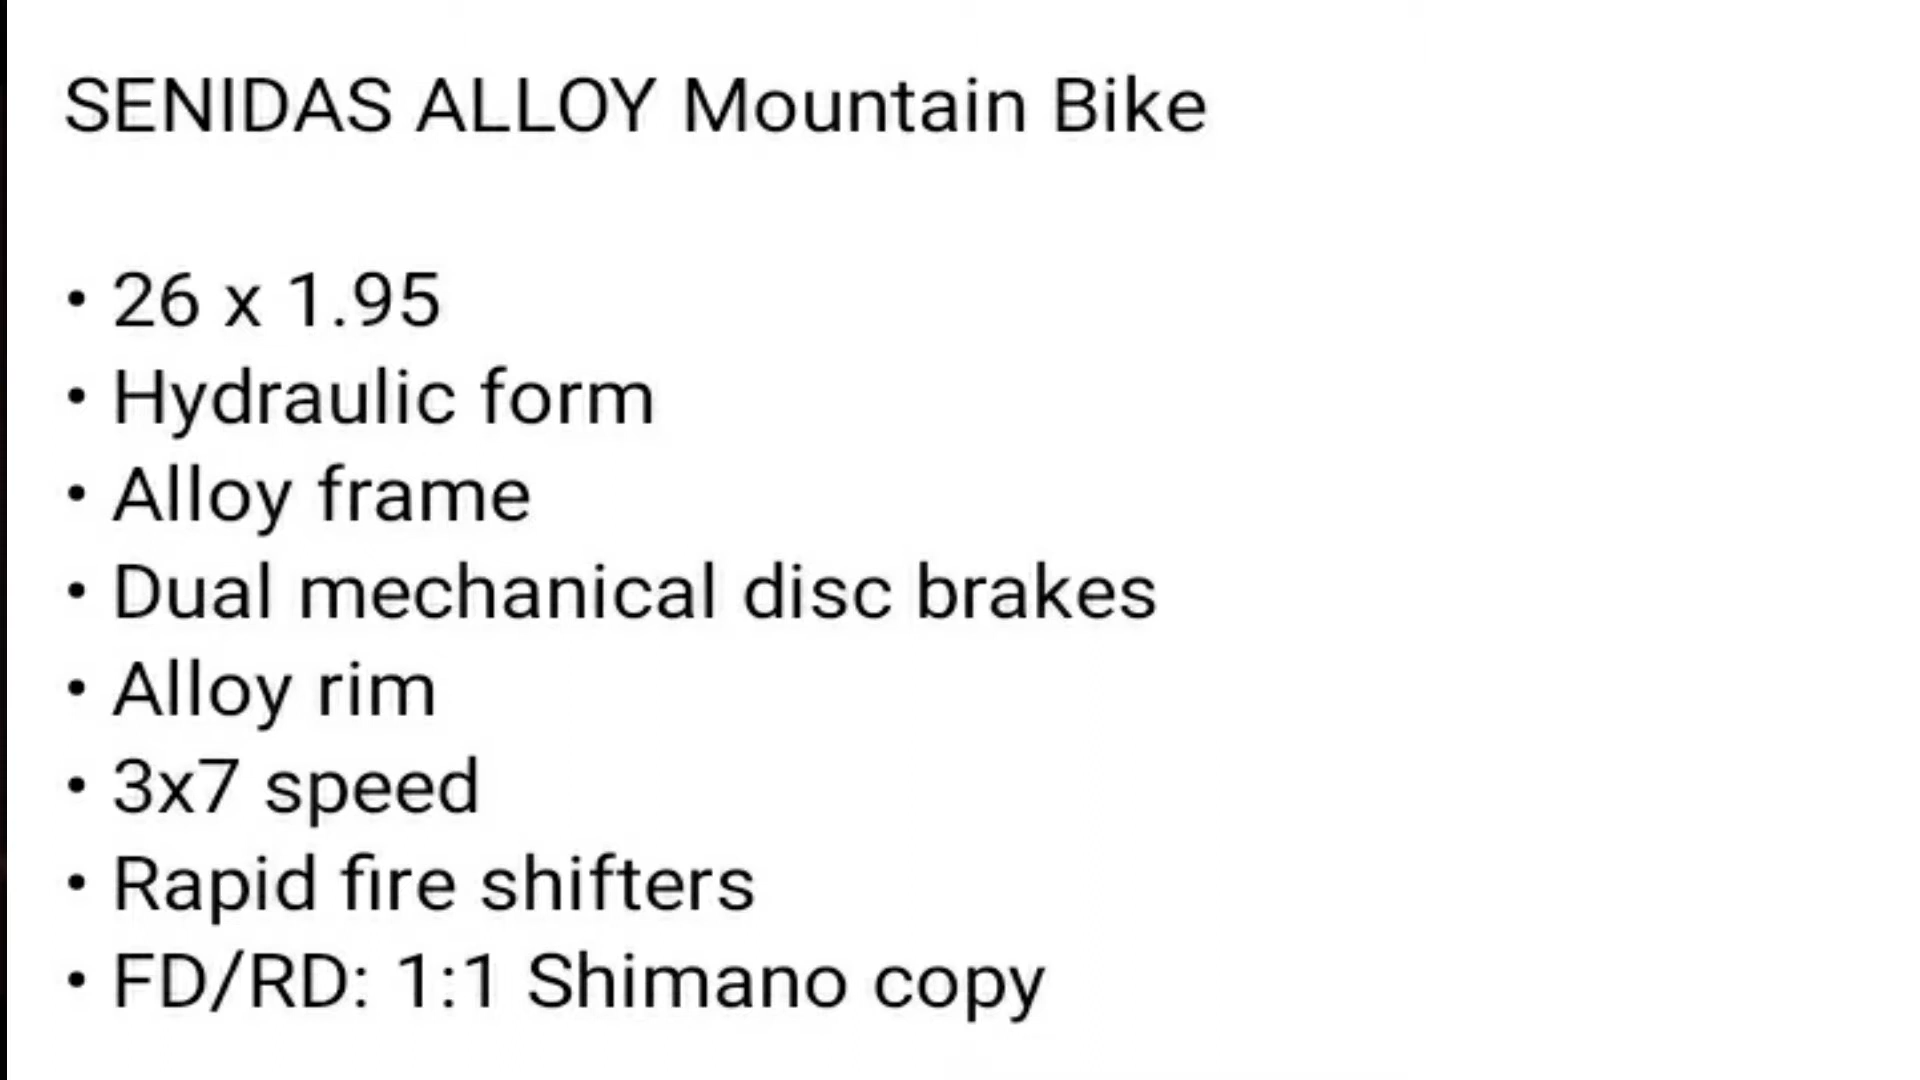 SENIDAS ALLOY Mountain Bike
• 26 x 1.95
• Hydraulic form
• Alloy frame
• Dual mechanical disc brakes
• Alloy rim
• 3x7 speed
• Rapid fire shifters
• FD/RD: 1:1 Shimano copy